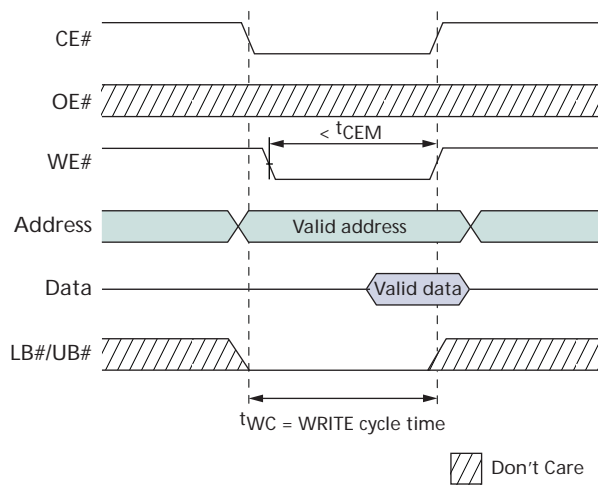 CE#
OE#
< tCEM
WE#
Address
Valid address
Data
Valid data
LB#/UB#
tWC = WRITE cycle time
Don't Care